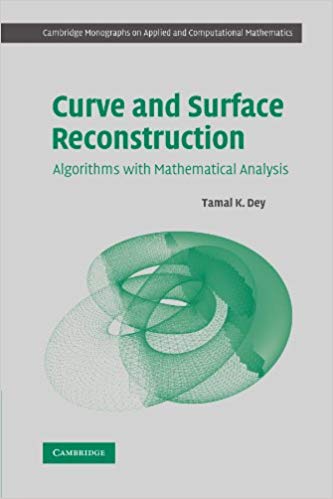 Cambridge Monographs on Applied and Computational Mathematics
Curve and Surface
Reconstruction
Algorithms with Mathematical Analysis
Tamal K. Dey
CAMBRIDGE